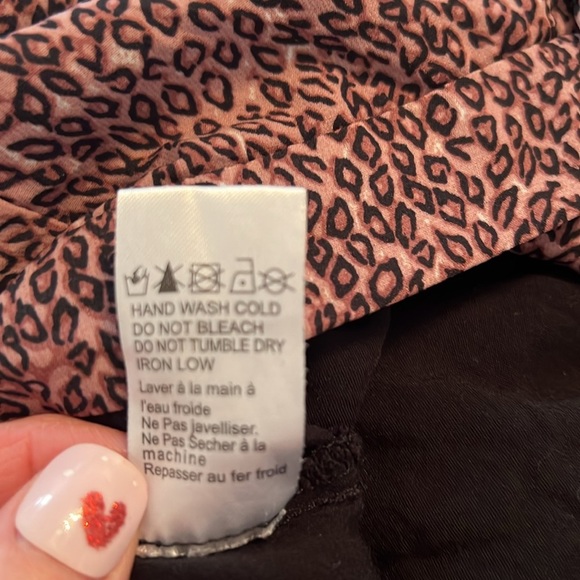 HAND WASH COLD
DO NOT BLEACH
DO NOT TUMBLE DRY
IRON LOW
Laver à la main à
l'eau froide
Ne Pas javelliser.
Ne Pas Secher à la
machine
Repasser au fer froid